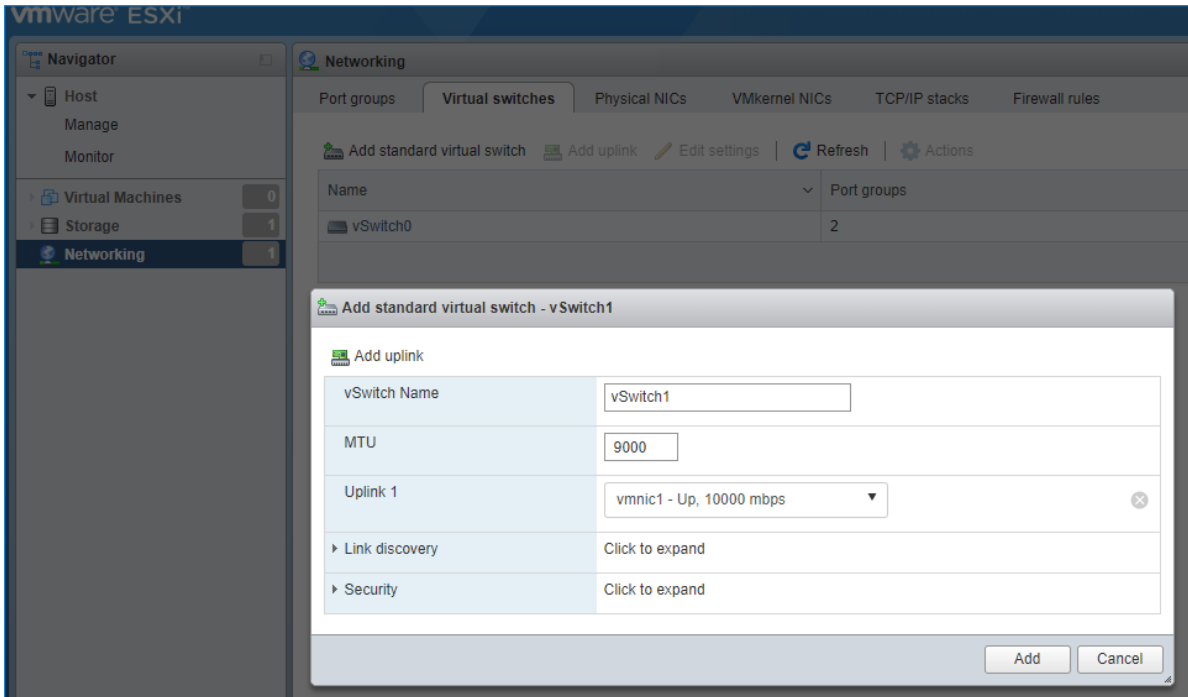 vmware ESXi™
Navigator
Host
Manage
Monitor
Virtual Machines 0
Storage 1
Networking 1
Networking
Port groups Virtual switches Physical NICs VMkernel NICs TCP/IP stacks Firewall rules
Add standard virtual switch Add uplink Edit settings Refresh Actions
Name Port groups
vSwitch0 2
Add standard virtual switch - vSwitch1
Add uplink
vSwitch Name vSwitch1
MTU 9000
Uplink 1 vmnic1 - Up, 10000 mbps
Link discovery Click to expand
Security Click to expand
Add Cancel